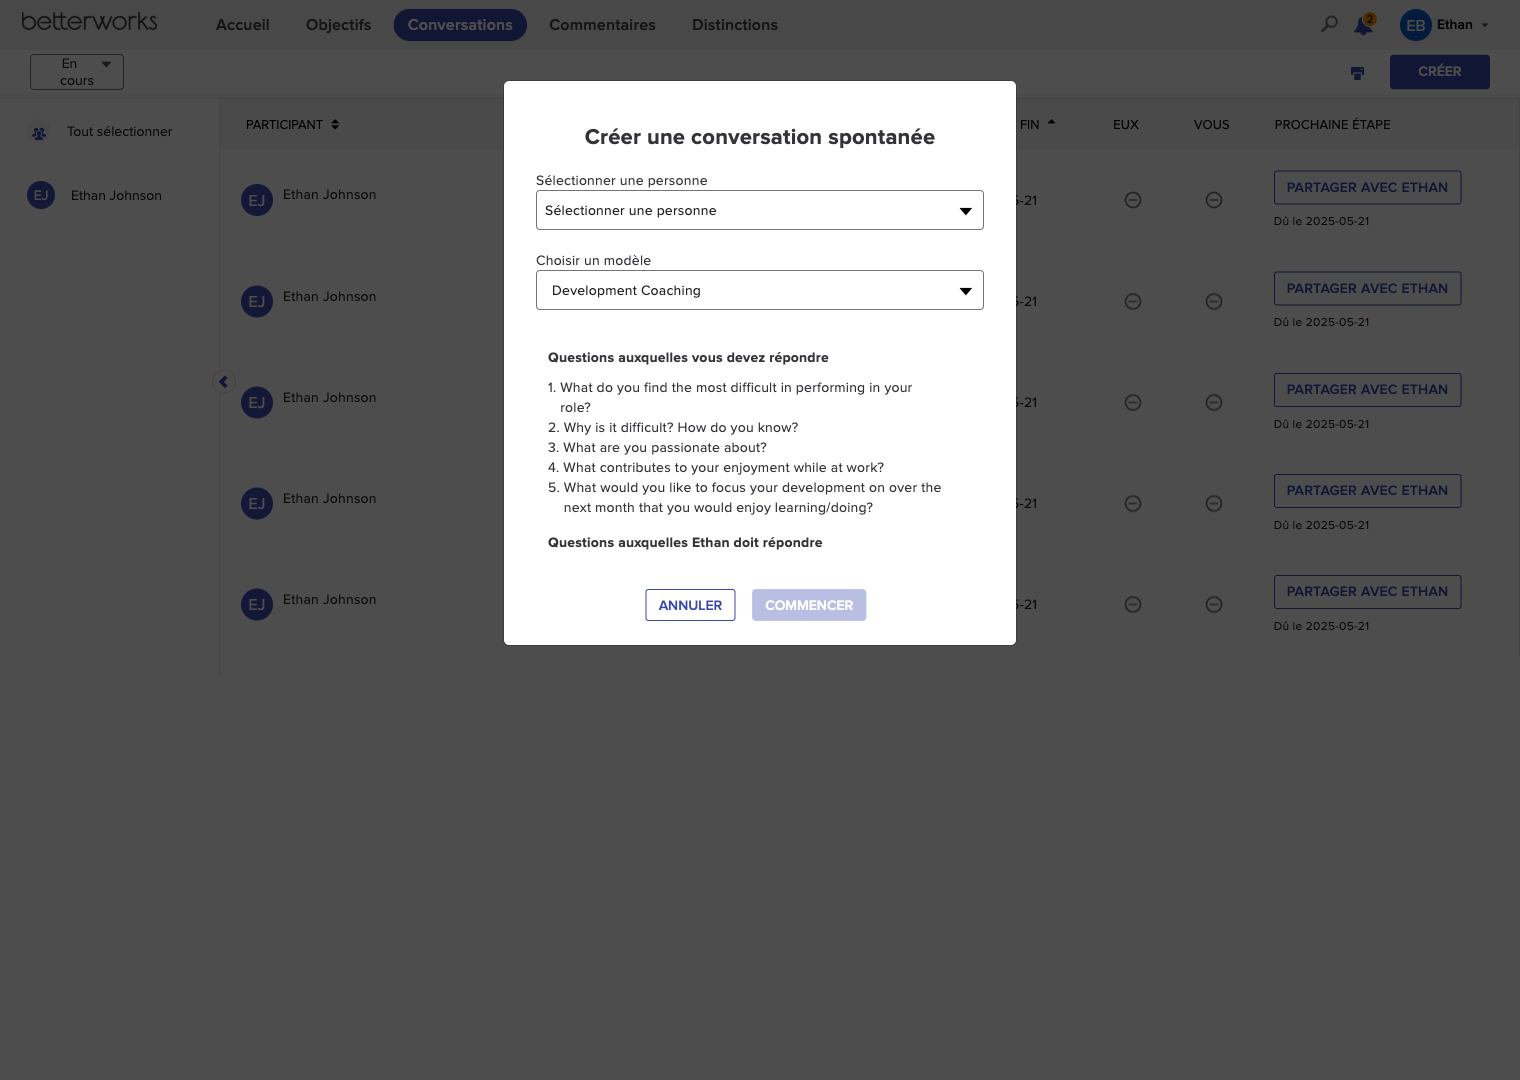 betterworks
Accueil
Objectifs
Conversations
Commentaires
Distinctions
2
EB
Ethan
En
cours
CRÉER
Tout sélectionner
EJ Ethan Johnson
PARTICIPANT
FIN
EUX
VOUS
PROCHAINE ÉTAPE
EJ Ethan Johnson
5-21
PARTAGER AVEC ETHAN
Dû le 2025-05-21
EJ Ethan Johnson
5-21
PARTAGER AVEC ETHAN
Dû le 2025-05-21
EJ Ethan Johnson
5-21
PARTAGER AVEC ETHAN
Dû le 2025-05-21
EJ Ethan Johnson
5-21
PARTAGER AVEC ETHAN
Dû le 2025-05-21
EJ Ethan Johnson
5-21
PARTAGER AVEC ETHAN
Dû le 2025-05-21
Créer une conversation spontanée
Sélectionner une personne
Sélectionner une personne
Choisir un modèle
Development Coaching
Questions auxquelles vous devez répondre
1. What do you find the most difficult in performing in your
role?
2. Why is it difficult? How do you know?
3. What are you passionate about?
4. What contributes to your enjoyment while at work?
5. What would you like to focus your development on over the
next month that you would enjoy learning/doing?
Questions auxquelles Ethan doit répondre
ANNULER
COMMENCER